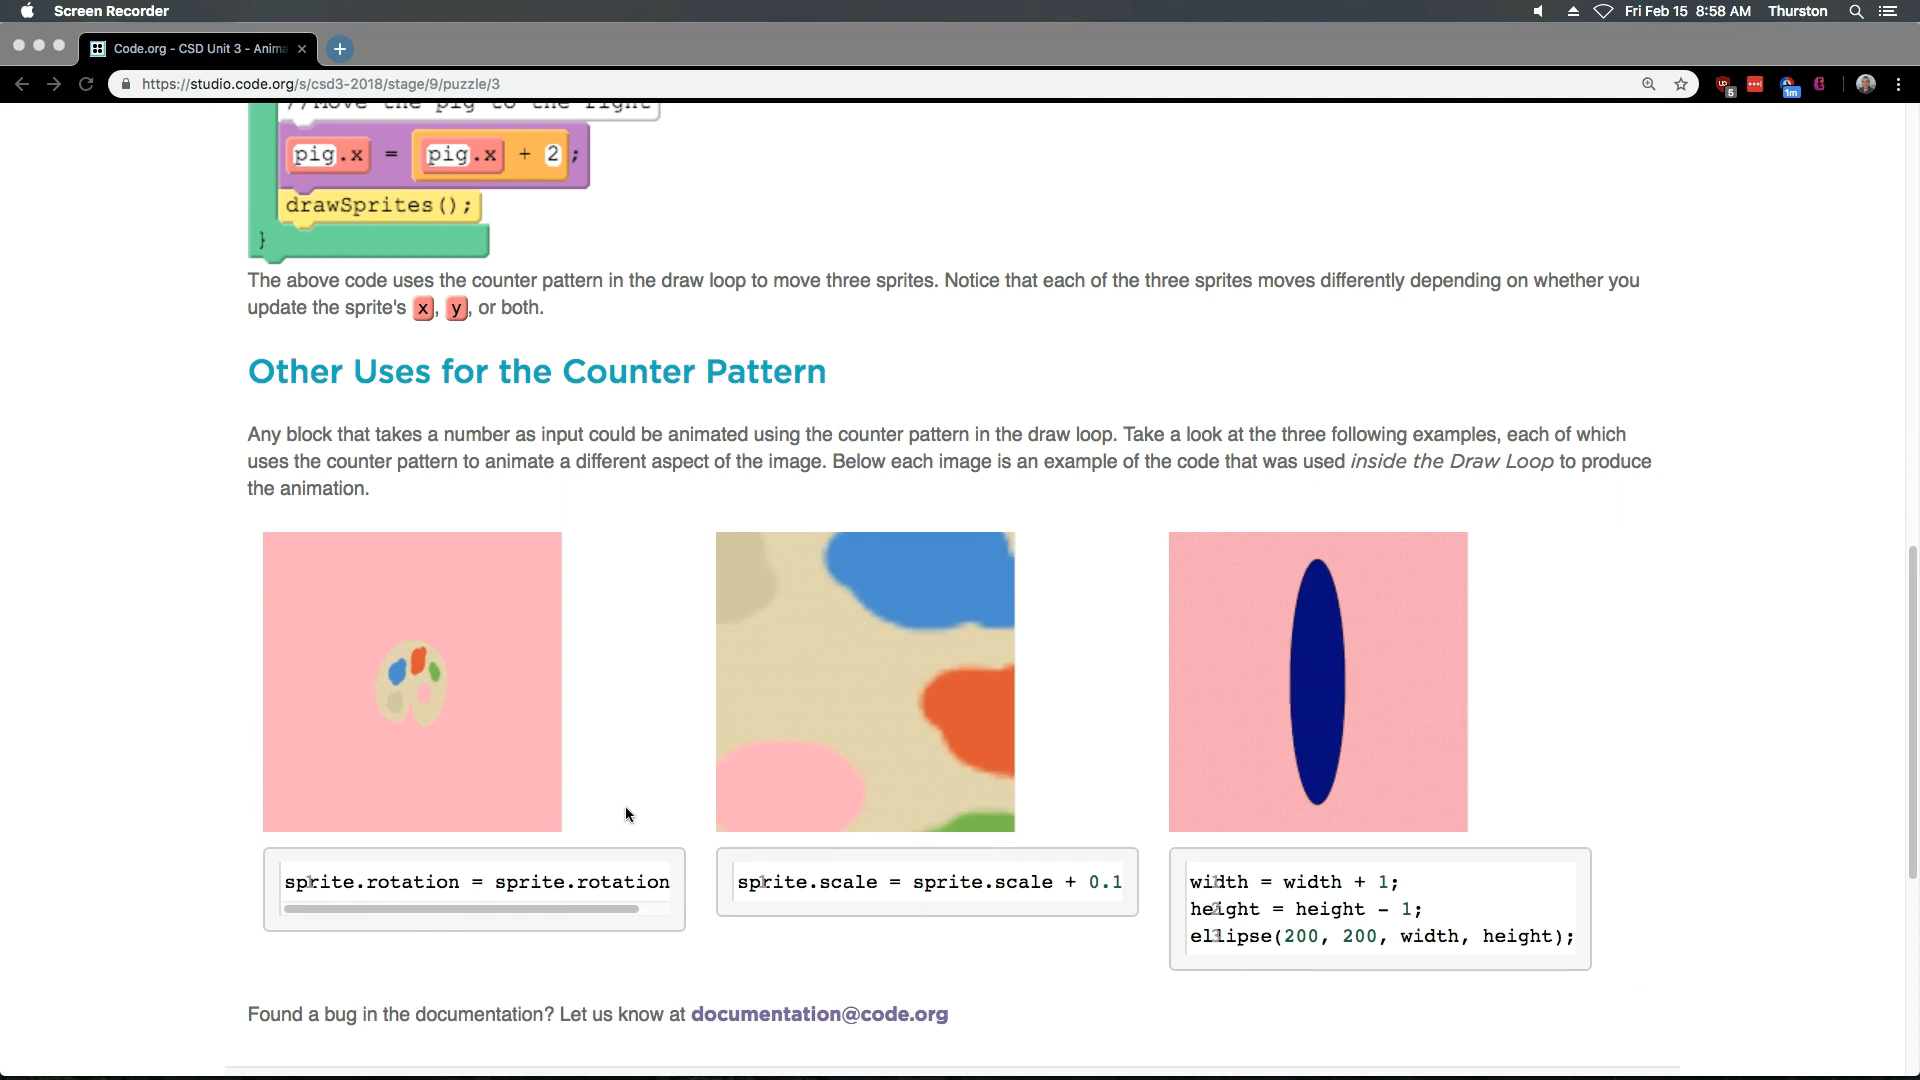 Screen Recorder
Fri Feb 15 8:58 AM Thurston
Code.org - CSD Unit 3 - Anima
https://studio.code.org/s/csd3-2018/stage/9/puzzle/3
5
1m
//Move the pig to the right
pig.x = pig.x + 2 ;
drawSprites();
}
The above code uses the counter pattern in the draw loop to move three sprites. Notice that each of the three sprites moves differently depending on whether you
update the sprite's x, y, or both.
Other Uses for the Counter Pattern
Any block that takes a number as input could be animated using the counter pattern in the draw loop. Take a look at the three following examples, each of which
uses the counter pattern to animate a different aspect of the image. Below each image is an example of the code that was used inside the Draw Loop to produce
the animation.
sprite.rotation = sprite.rotation
sprite.scale = sprite.scale + 0.1
width = width + 1;
height = height - 1;
ellipse(200, 200, width, height);
Found a bug in the documentation? Let us know at documentation@code.org